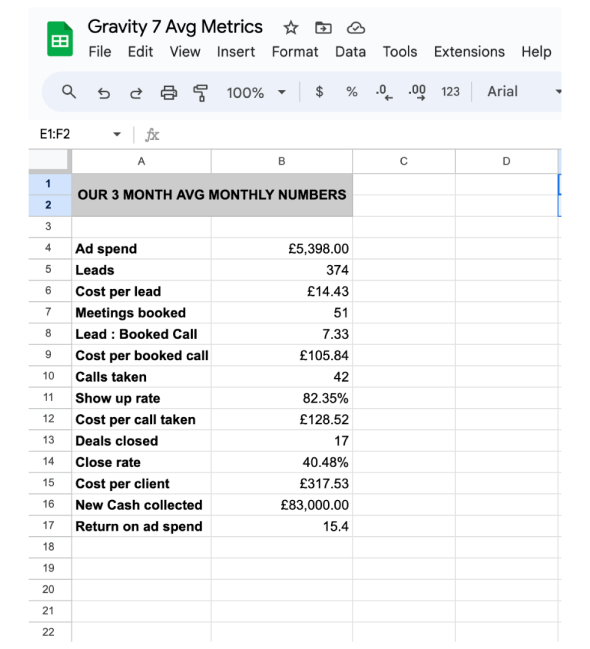 Gravity 7 Avg Metrics
File Edit View Insert Format Data Tools Extensions Help
100% $ % .0 .00 123 Arial
E1:F2 fx
A B C D
1
OUR 3 MONTH AVG MONTHLY NUMBERS
2
3
4 Ad spend £5,398.00
5 Leads 374
6 Cost per lead £14.43
7 Meetings booked 51
8 Lead : Booked Call 7.33
9 Cost per booked call £105.84
10 Calls taken 42
11 Show up rate 82.35%
12 Cost per call taken £128.52
13 Deals closed 17
14 Close rate 40.48%
15 Cost per client £317.53
16 New Cash collected £83,000.00
17 Return on ad spend 15.4
18
19
20
21
22